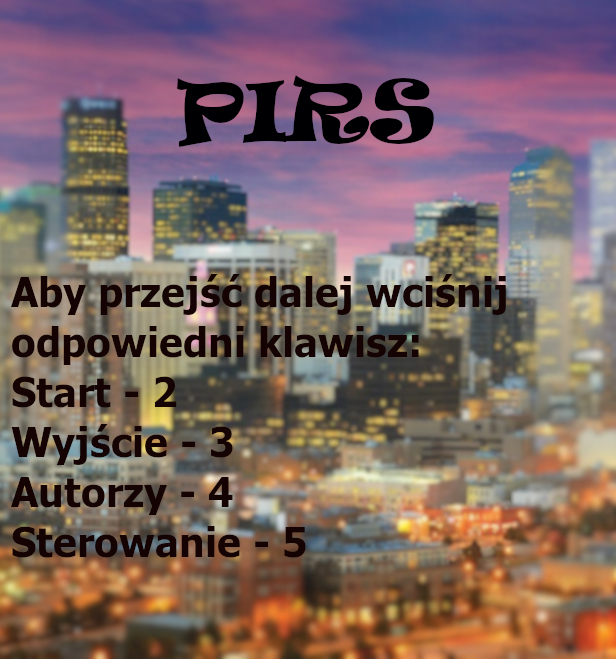 PIRS
Aby przejść dalej wciśnij
odpowiedni klawisz:
Start - 2
Wyjście - 3
Autorzy - 4
Sterowanie - 5